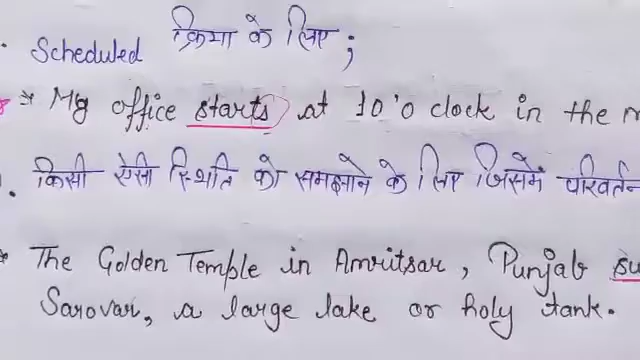 . Scheduled क्रिया के लिए ;
* My office starts at 10'o clock in the
. किसी ऐसी स्थिति को समझाने के लिए जिसमें परिवर्तन
* The Golden Temple in Amritsar, Punjab
Sarovar, a large lake or holy tank.